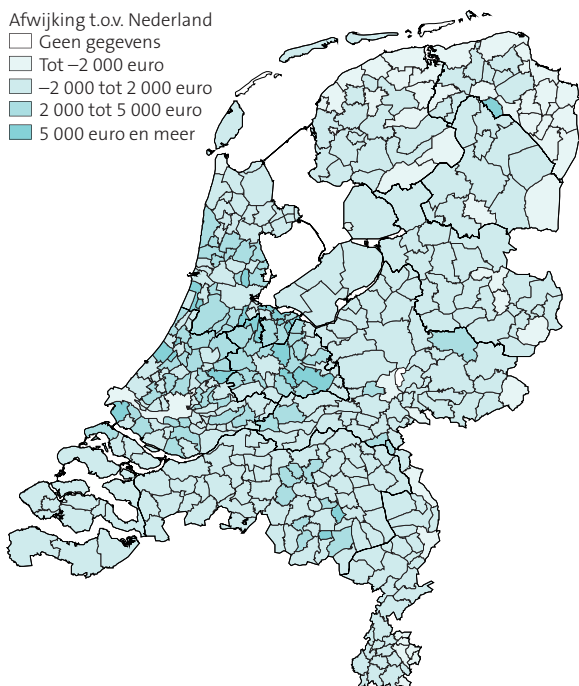 Afwijking t.o.v. Nederland
Geen gegevens
Tot –2 000 euro
–2 000 tot 2 000 euro
2 000 tot 5 000 euro
5 000 euro en meer